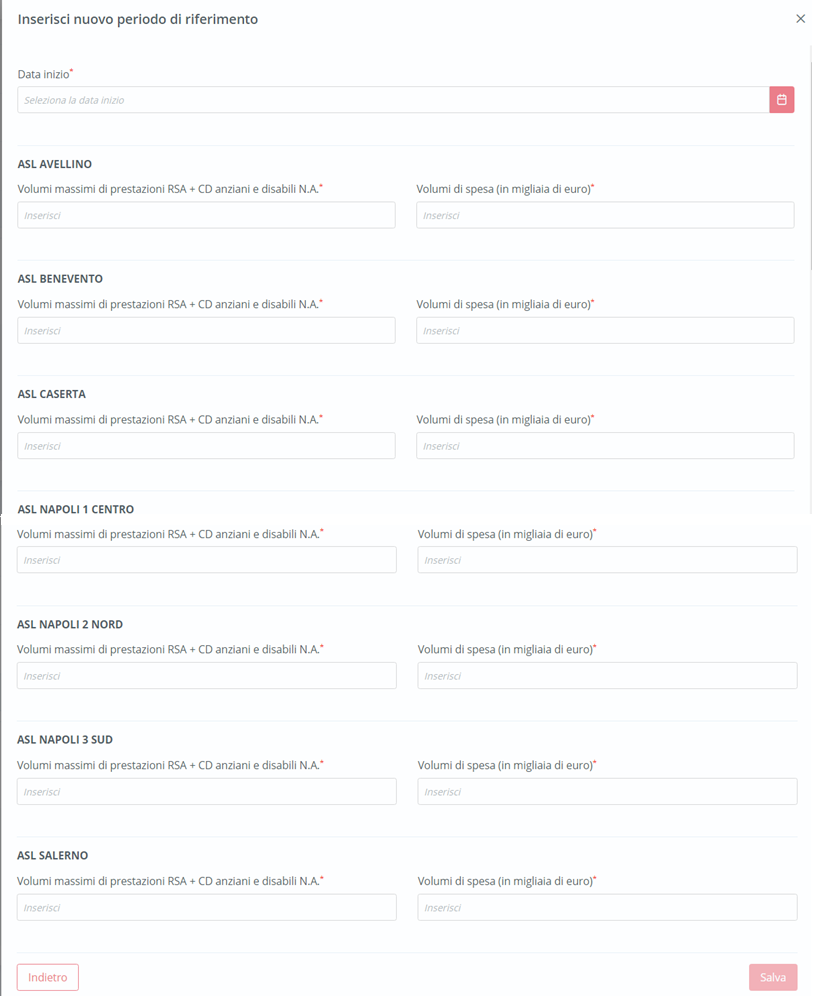 Inserisci nuovo periodo di riferimento
Data inizio*
Seleziona la data inizio
ASL AVELLINO
Volumi massimi di prestazioni RSA + CD anziani e disabili N.A.* Volumi di spesa (in migliaia di euro)*
Inserisci Inserisci
ASL BENEVENTO
Volumi massimi di prestazioni RSA + CD anziani e disabili N.A.* Volumi di spesa (in migliaia di euro)*
Inserisci Inserisci
ASL CASERTA
Volumi massimi di prestazioni RSA + CD anziani e disabili N.A.* Volumi di spesa (in migliaia di euro)*
Inserisci Inserisci
ASL NAPOLI 1 CENTRO
Volumi massimi di prestazioni RSA + CD anziani e disabili N.A.* Volumi di spesa (in migliaia di euro)*
Inserisci Inserisci
ASL NAPOLI 2 NORD
Volumi massimi di prestazioni RSA + CD anziani e disabili N.A.* Volumi di spesa (in migliaia di euro)*
Inserisci Inserisci
ASL NAPOLI 3 SUD
Volumi massimi di prestazioni RSA + CD anziani e disabili N.A.* Volumi di spesa (in migliaia di euro)*
Inserisci Inserisci
ASL SALERNO
Volumi massimi di prestazioni RSA + CD anziani e disabili N.A.* Volumi di spesa (in migliaia di euro)*
Inserisci Inserisci
Indietro Salva